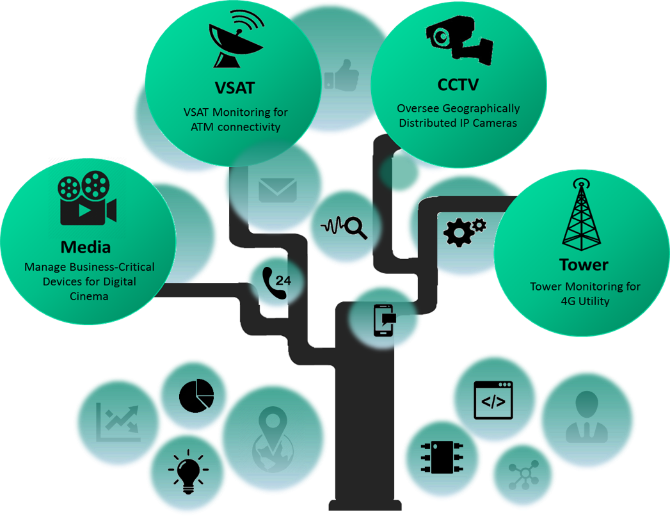 VSAT
VSAT Monitoring for
ATM connectivity
CCTV
Oversee Geographically
Distributed IP Cameras
Media
Manage Business-Critical
Devices for Digital
Cinema
Tower
Tower Monitoring for
4G Utility
24
</>